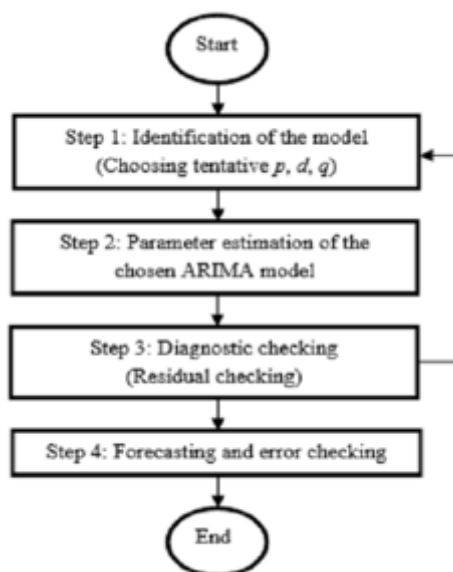 Start
Step 1: Identification of the model
(Choosing tentative p, d, q)
Step 2: Parameter estimation of the
chosen ARIMA model
Step 3: Diagnostic checking
(Residual checking)
Step 4: Forecasting and error checking
End